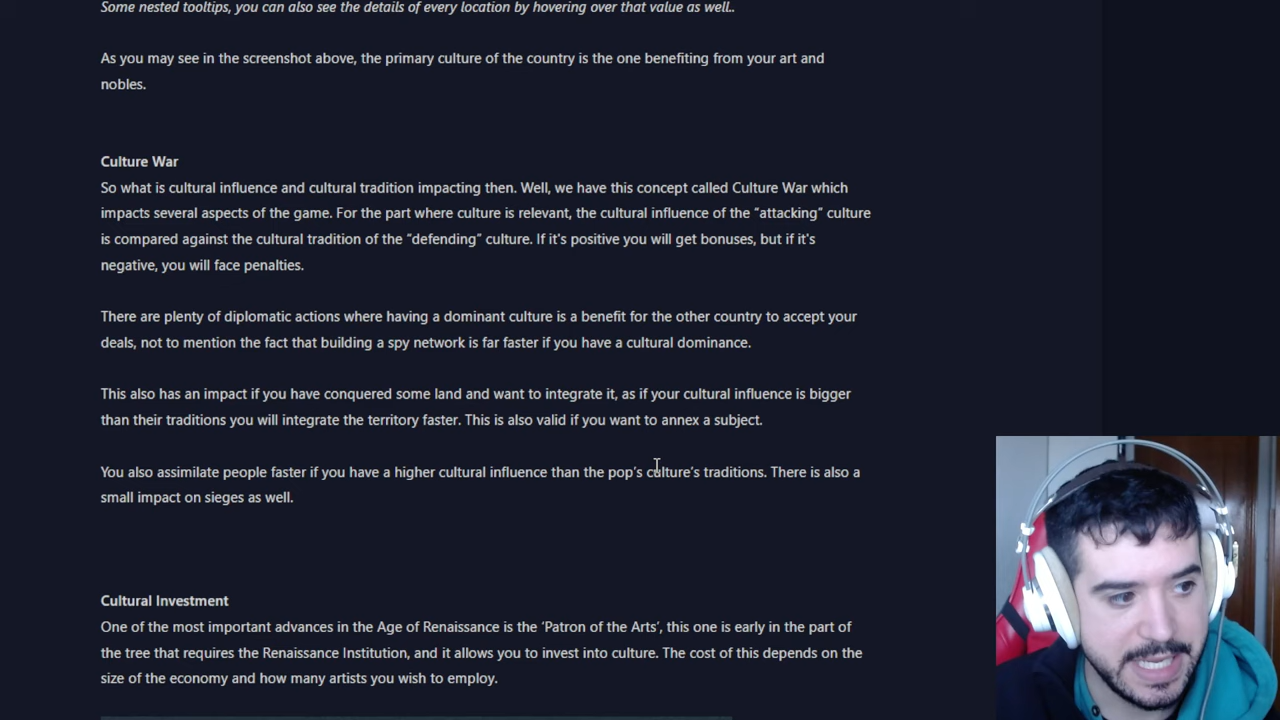 Some nested tooltips, you can also see the details of every location by hovering over that value as well..
As you may see in the screenshot above, the primary culture of the country is the one benefiting from your art and
nobles.
Culture War
So what is cultural influence and cultural tradition impacting then. Well, we have this concept called Culture War which
impacts several aspects of the game. For the part where culture is relevant, the cultural influence of the “attacking” culture
is compared against the cultural tradition of the “defending” culture. If it's positive you will get bonuses, but if it's
negative, you will face penalties.
There are plenty of diplomatic actions where having a dominant culture is a benefit for the other country to accept your
deals, not to mention the fact that building a spy network is far faster if you have a cultural dominance.
This also has an impact if you have conquered some land and want to integrate it, as if your cultural influence is bigger
than their traditions you will integrate the territory faster. This is also valid if you want to annex a subject.
You also assimilate people faster if you have a higher cultural influence than the pop’s culture’s traditions. There is also a
small impact on sieges as well.
Cultural Investment
One of the most important advances in the Age of Renaissance is the ‘Patron of the Arts’, this one is early in the part of
the tree that requires the Renaissance Institution, and it allows you to invest into culture. The cost of this depends on the
size of the economy and how many artists you wish to employ.